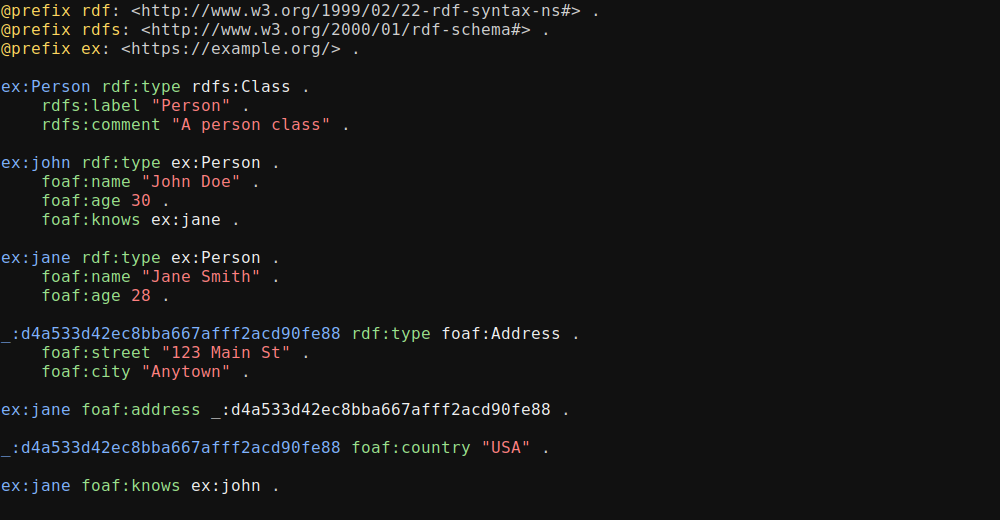 @prefix rdf: <http://www.w3.org/1999/02/22-rdf-syntax-ns#> .
@prefix rdfs: <http://www.w3.org/2000/01/rdf-schema#> .
@prefix ex: <https://example.org/> .

ex:Person rdf:type rdfs:Class .
    rdfs:label "Person" .
    rdfs:comment "A person class" .

ex:john rdf:type ex:Person .
    foaf:name "John Doe" .
    foaf:age 30 .
    foaf:knows ex:jane .

ex:jane rdf:type ex:Person .
    foaf:name "Jane Smith" .
    foaf:age 28 .

_:d4a533d42ec8bba667afff2acd90fe88 rdf:type foaf:Address .
    foaf:street "123 Main St" .
    foaf:city "Anytown" .

ex:jane foaf:address _:d4a533d42ec8bba667afff2acd90fe88 .

_:d4a533d42ec8bba667afff2acd90fe88 foaf:country "USA" .

ex:jane foaf:knows ex:john .